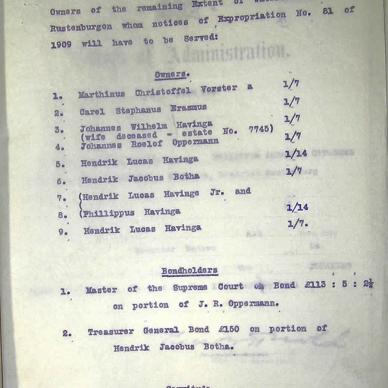 Owners of the remaining Extent of
Rustenburgon whom notices of Expropriation No. 81 of
1909 will have to be Served:
Administration.
Owners.
1. Marthinus Christoffel Vorster a 1/7
2. Carel Stephanus Erasmus 1/7
3. Johannes Wilhelm Havinga 1/7
(wife deceased - estate No. 7745)
4. Johannes Roelof Oppermann 1/7
5. Hendrik Lucas Havinga 1/14
6. Hendrik Jacobus Botha 1/7
7. (Hendrik Lucas Havinga Jr. and
(
8. (Phillippus Havinga 1/14
9. Hendrik Lucas Havinga 1/7.
Bondholders
1. Master of the Supreme Court on Bond £113 : 5 : 2½
on portion of J. R. Oppermann.
2. Treasurer General Bond £150 on portion of
Hendrik Jacobus Botha.